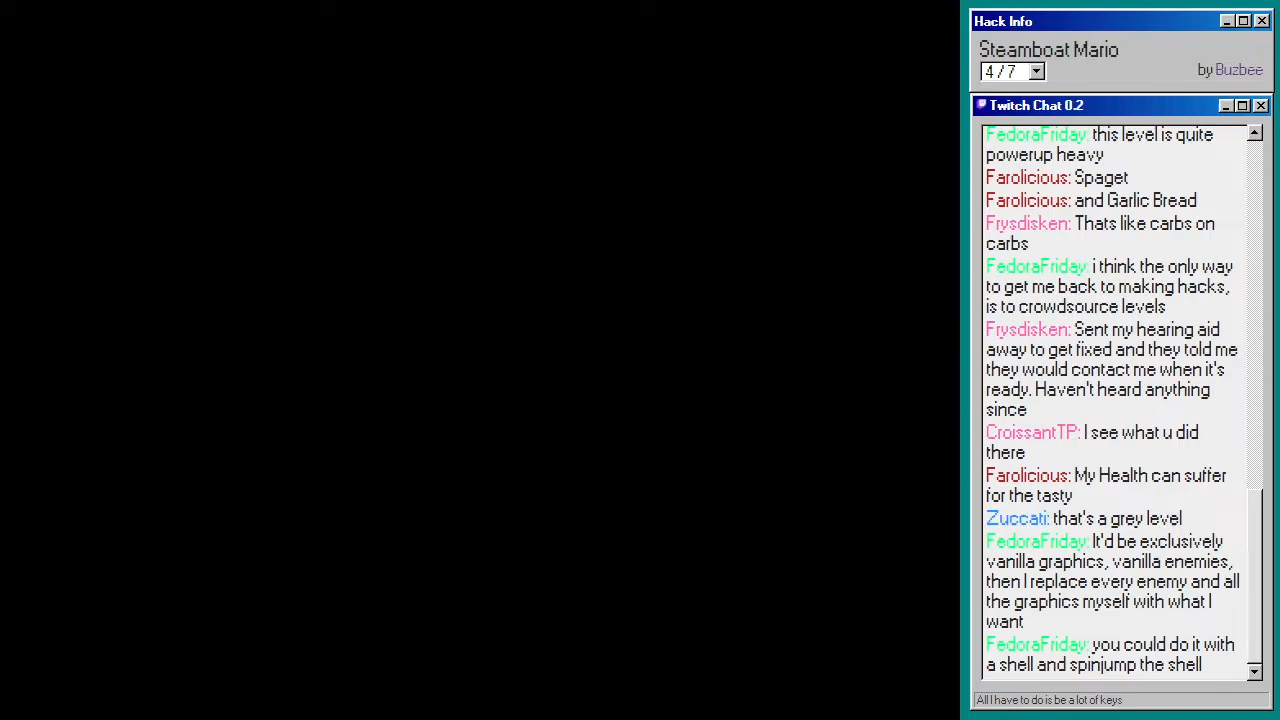 Hack Info
Steamboat Mario
4/7
by Buzbee
Twitch Chat 0.2
FedoraFriday: this level is quite
powerup heavy
Farolicious: Spaget
Farolicious: and Garlic Bread
Frysdisken: Thats like carbs on
carbs
FedoraFriday: i think the only way
to get me back to making hacks,
is to crowdsource levels
Frysdisken: Sent my hearing aid
away to get fixed and they told me
they would contact me when it's
ready. Haven't heard anything
since
CroissantTP: I see what u did
there
Farolicious: My Health can suffer
for the tasty
Zuccati: that's a grey level
FedoraFriday: It'd be exclusively
vanilla graphics, vanilla enemies,
then I replace every enemy and all
the graphics myself with what I
want
FedoraFriday: you could do it with
a shell and spinjump the shell
All I have to do is be a lot of keys